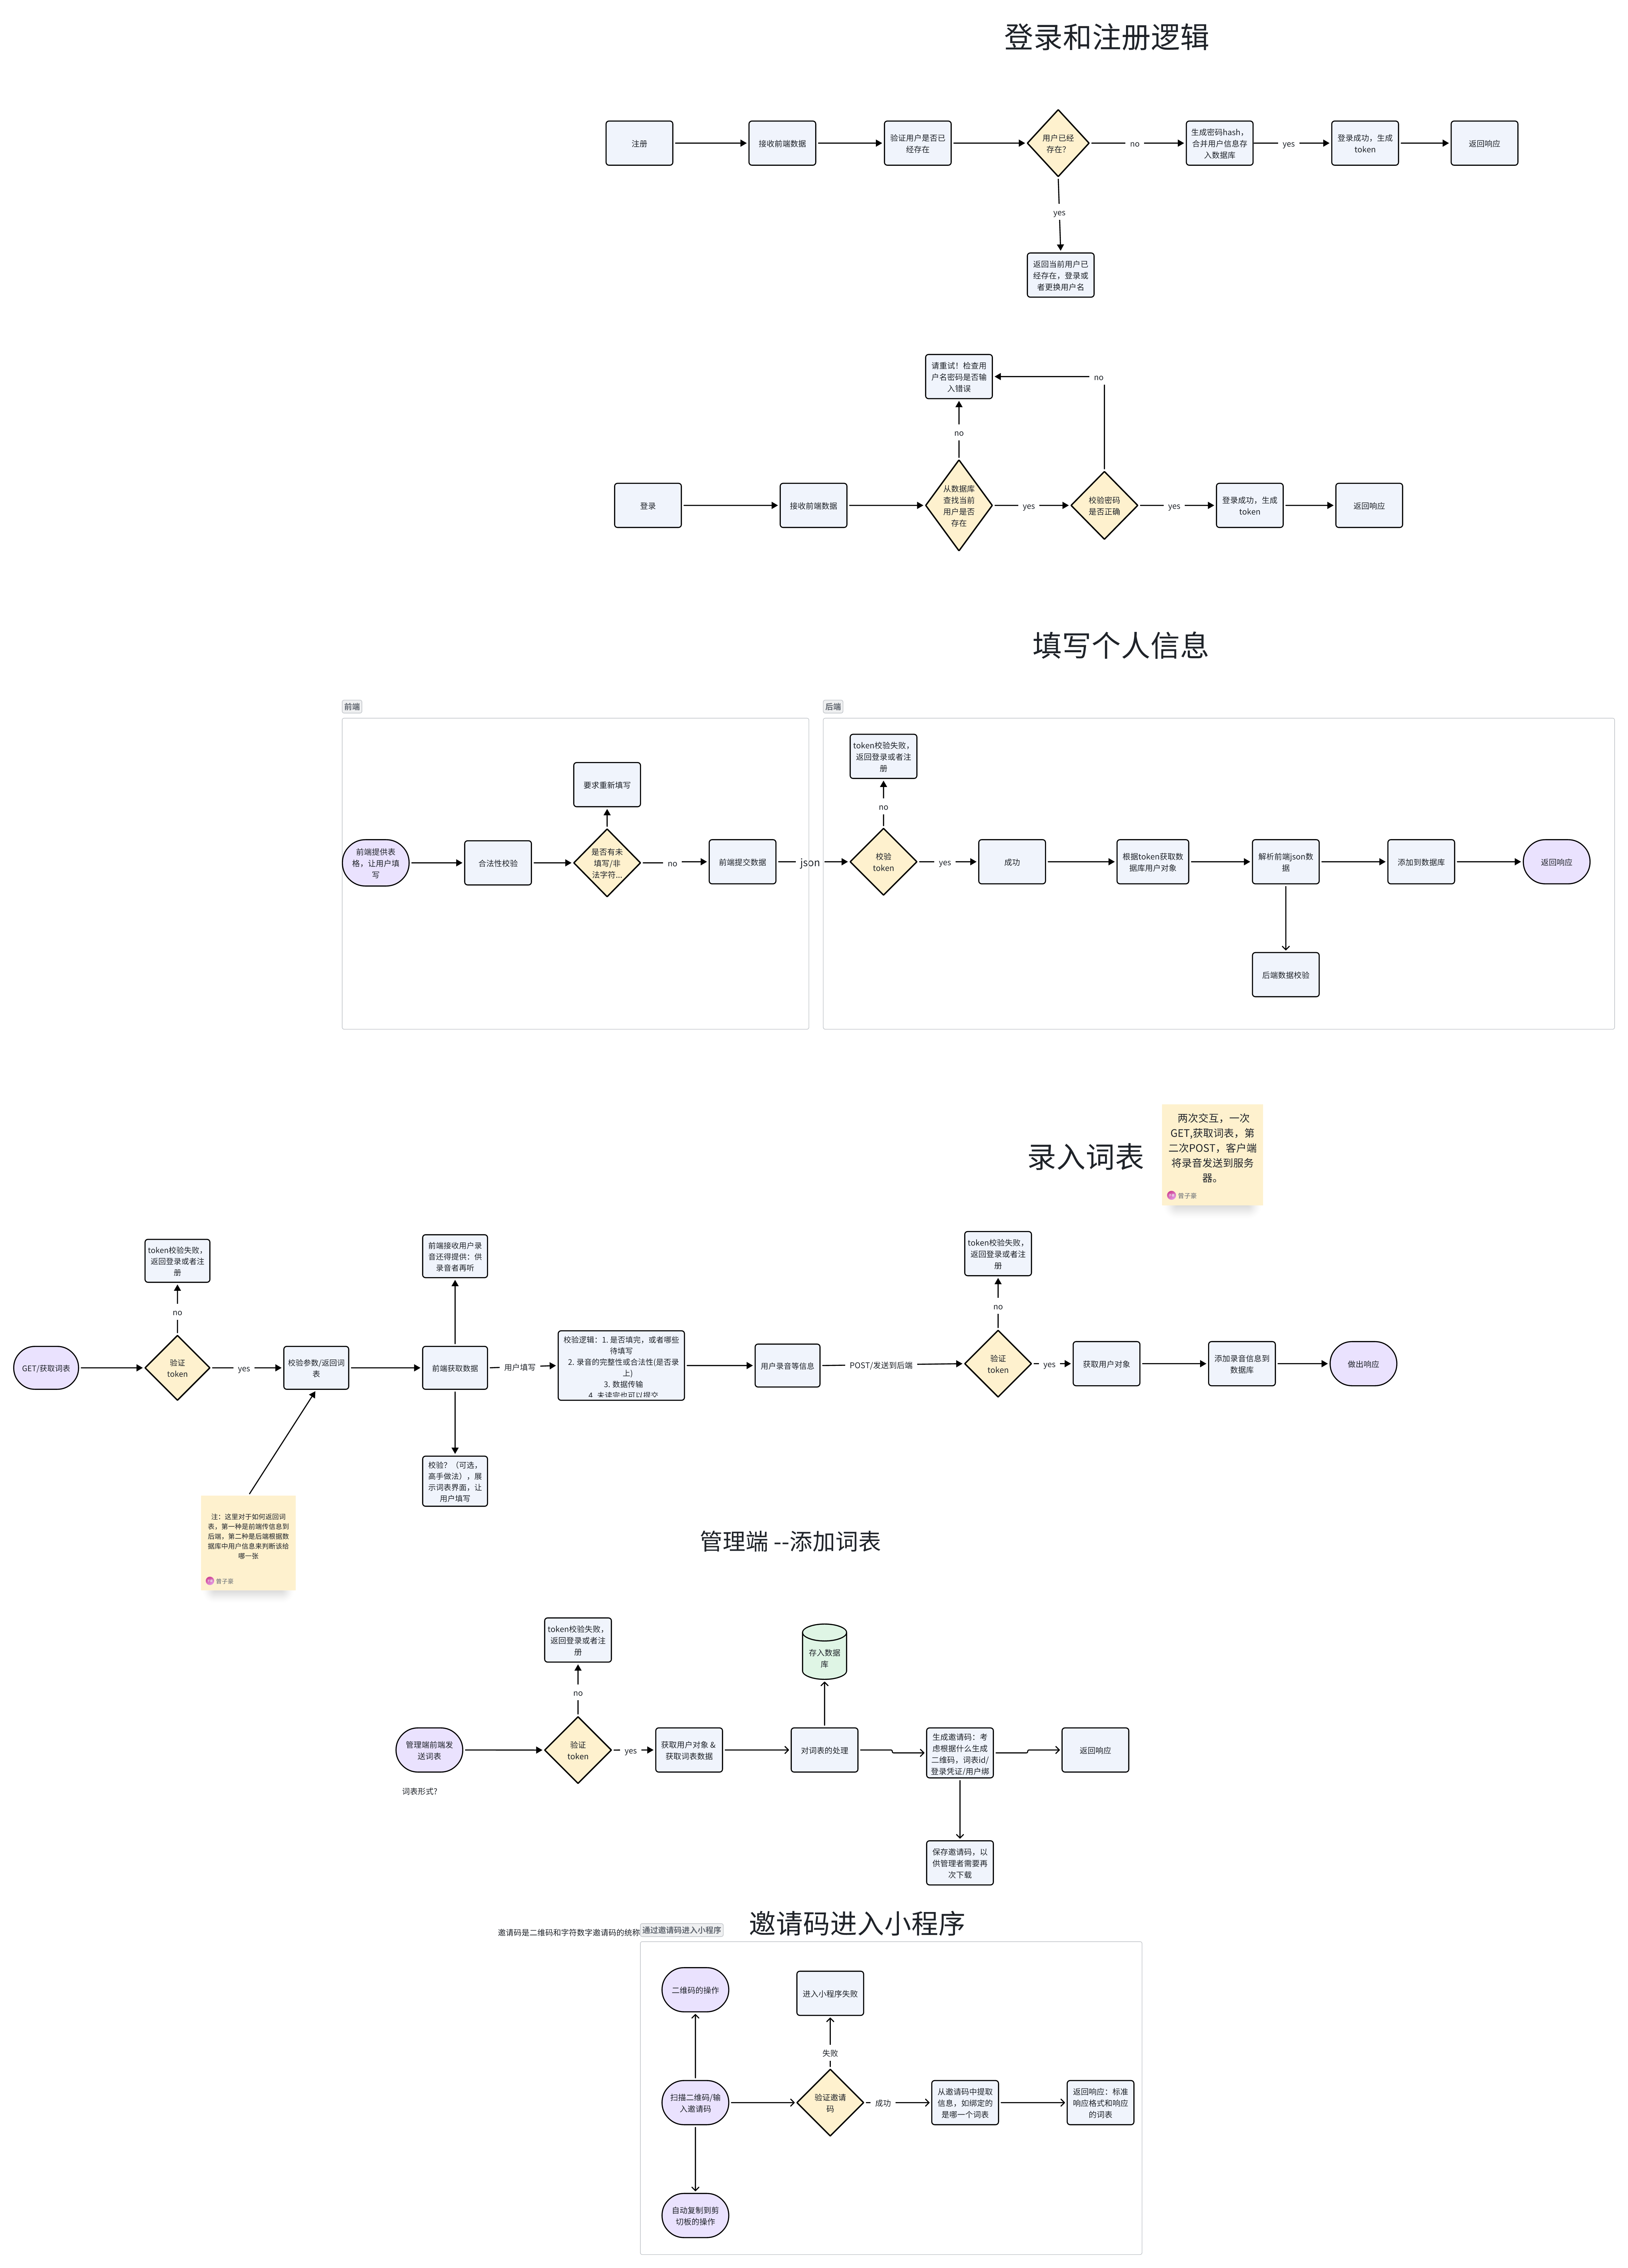 登录和注册逻辑
注册
接收前端数据
验证用户是否已
经存在
用户已经
存在?
no
生成密码hash，
合并用户信息存
入数据库
yes
登录成功，生成
token
返回响应
yes
返回当前用户已
经存在，登录或
者更换用户名
请重试！检查用
户名密码是否输
入错误
no
no
登录
接收前端数据
从数据库
查找当前
用户是否
存在
yes
校验密码
是否正确
yes
登录成功，生成
token
返回响应
填写个人信息
前端
要求重新填写
前端提供表
格，让用户填
写
合法性校验
是否有未
填写/非
法字符...
no
前端提交数据
json
后端
token校验失败，
返回登录或者注
册
no
校验
token
yes
成功
根据token获取数
据库用户对象
解析前端json数
据
添加到数据库
返回响应
后端数据校验
录入词表
两次交互，一次
GET,获取词表，第
二次POST，客户端
将录音发送到服务
器。
曾子豪
token校验失败，
返回登录或者注
册
no
GET/获取词表
验证
token
yes
校验参数/返回词
表
前端接收用户录
音还得提供：供
录音者再听
前端获取数据
用户填写
校验逻辑：1. 是否填完，或者哪些
待填写
2. 录音的完整性或合法性(是否录
上)
3. 数据传输
4. 未读完也可以提交
用户录音等信息
POST/发送到后端
token校验失败，
返回登录或者注
册
no
验证
token
yes
获取用户对象
添加录音信息到
数据库
做出响应
校验？（可选，
高手做法），展
示词表界面，让
用户填写
注：这里对于如何返回词
表，第一种是前端传信息到
后端，第二种是后端根据数
据库中用户信息来判断该给
哪一张
曾子豪
管理端 --添加词表
token校验失败，
返回登录或者注
册
no
管理端前端发
送词表
词表形式?
验证
token
yes
获取用户对象 &
获取词表数据
存入数据
库
对词表的处理
生成邀请码：考
虑根据什么生成
二维码，词表id/
登录凭证/用户绑
返回响应
保存邀请码，以
供管理者需要再
次下载
邀请码进入小程序
邀请码是二维码和字符数字邀请码的统称
通过邀请码进入小程序
二维码的操作
进入小程序失败
失败
扫描二维码/输
入邀请码
验证邀请
码
成功
从邀请码中提取
信息，如绑定的
是哪一个词表
返回响应：标准
响应格式和响应
的词表
自动复制到剪
切板的操作